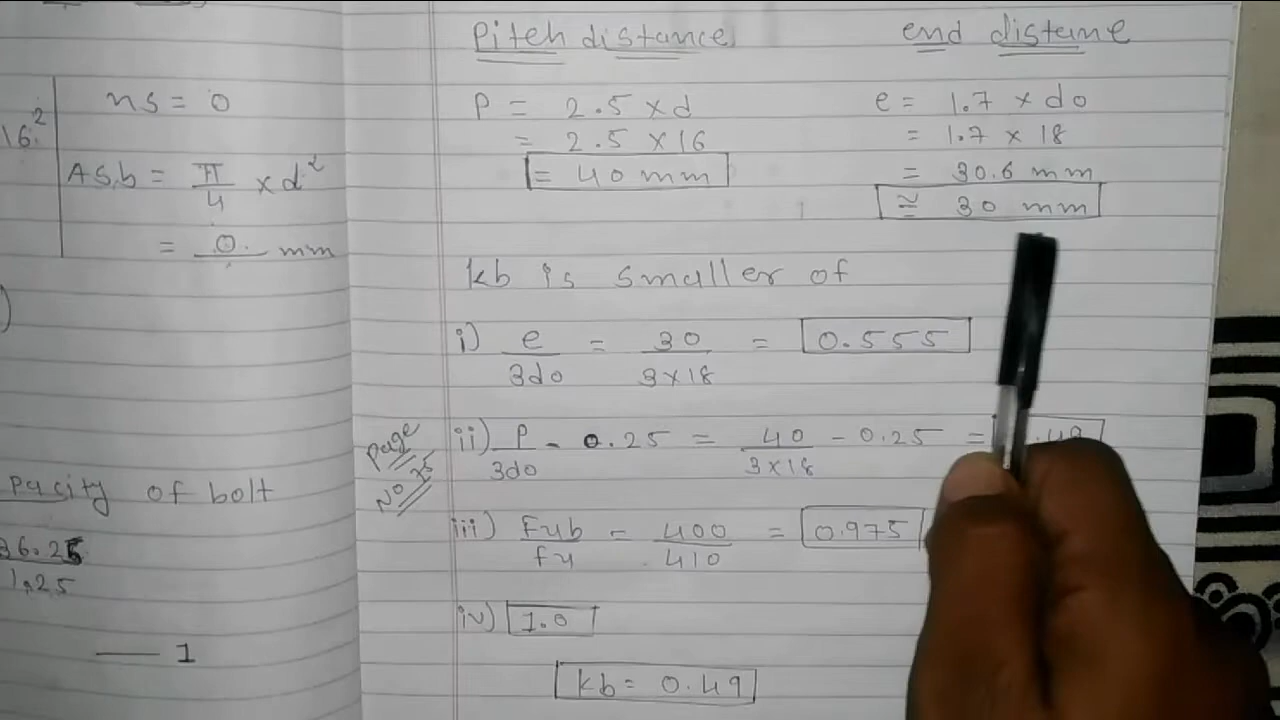 ns = 0
16²
Asb = π/4 × d²
= 0. mm
pacity of bolt
36.25
1.25
—— 1
Pitch distance
P = 2.5 × d
= 2.5 × 16
= 40 mm
end distance
e = 1.7 × do
= 1.7 × 18
= 30.6 mm
≅ 30 mm
kb is smaller of
i) e/3do = 30/3×18 = 0.555
Page
No 35
ii) P/3do - 0.25 = 40/3×18 - 0.25 = .49
iii) Fub/fu = 400/410 = 0.975
iv) 1.0
kb = 0.49